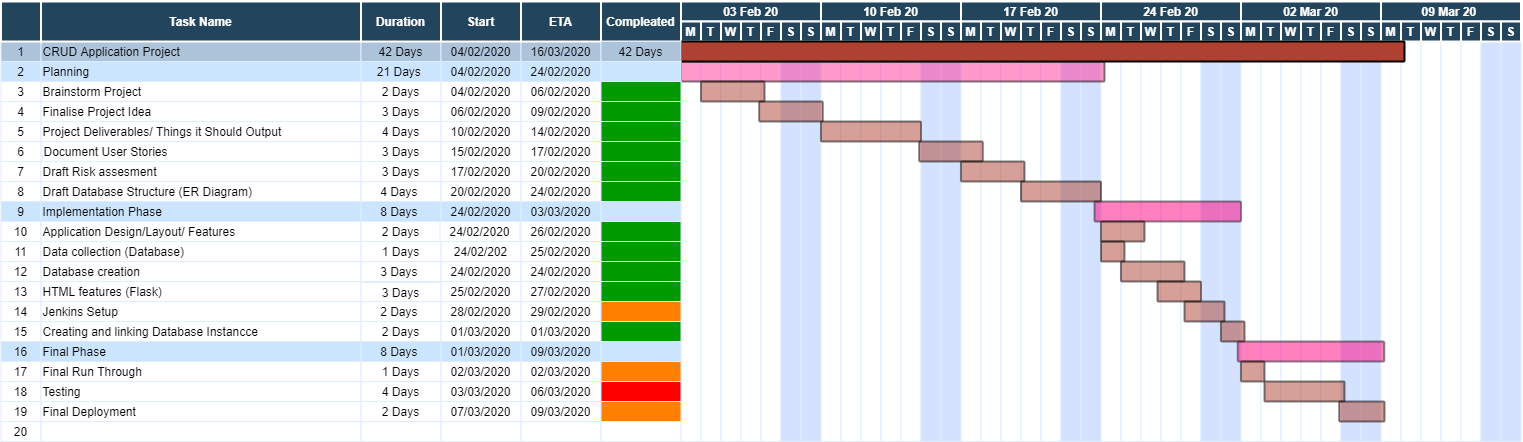 Task Name Duration Start ETA Compleated 03 Feb 20 10 Feb 20 17 Feb 20 24 Feb 20 02 Mar 20 09 Mar 20
M T W T F S S M T W T F S S M T W T F S S M T W T F S S M T W T F S S M T W T F S S
1 CRUD Application Project 42 Days 04/02/2020 16/03/2020 42 Days
2 Planning 21 Days 04/02/2020 24/02/2020
3 Brainstorm Project 2 Days 04/02/2020 06/02/2020
4 Finalise Project Idea 3 Days 06/02/2020 09/02/2020
5 Project Deliverables/ Things it Should Output 4 Days 10/02/2020 14/02/2020
6 Document User Stories 3 Days 15/02/2020 17/02/2020
7 Draft Risk assesment 3 Days 17/02/2020 20/02/2020
8 Draft Database Structure (ER Diagram) 4 Days 20/02/2020 24/02/2020
9 Implementation Phase 8 Days 24/02/2020 03/03/2020
10 Application Design/Layout/ Features 2 Days 24/02/2020 26/02/2020
11 Data collection (Database) 1 Days 24/02/202 25/02/2020
12 Database creation 3 Days 24/02/2020 24/02/2020
13 HTML features (Flask) 3 Days 25/02/2020 27/02/2020
14 Jenkins Setup 2 Days 28/02/2020 29/02/2020
15 Creating and linking Database Instancce 2 Days 01/03/2020 01/03/2020
16 Final Phase 8 Days 01/03/2020 09/03/2020
17 Final Run Through 1 Days 02/03/2020 02/03/2020
18 Testing 4 Days 03/03/2020 06/03/2020
19 Final Deployment 2 Days 07/03/2020 09/03/2020
20